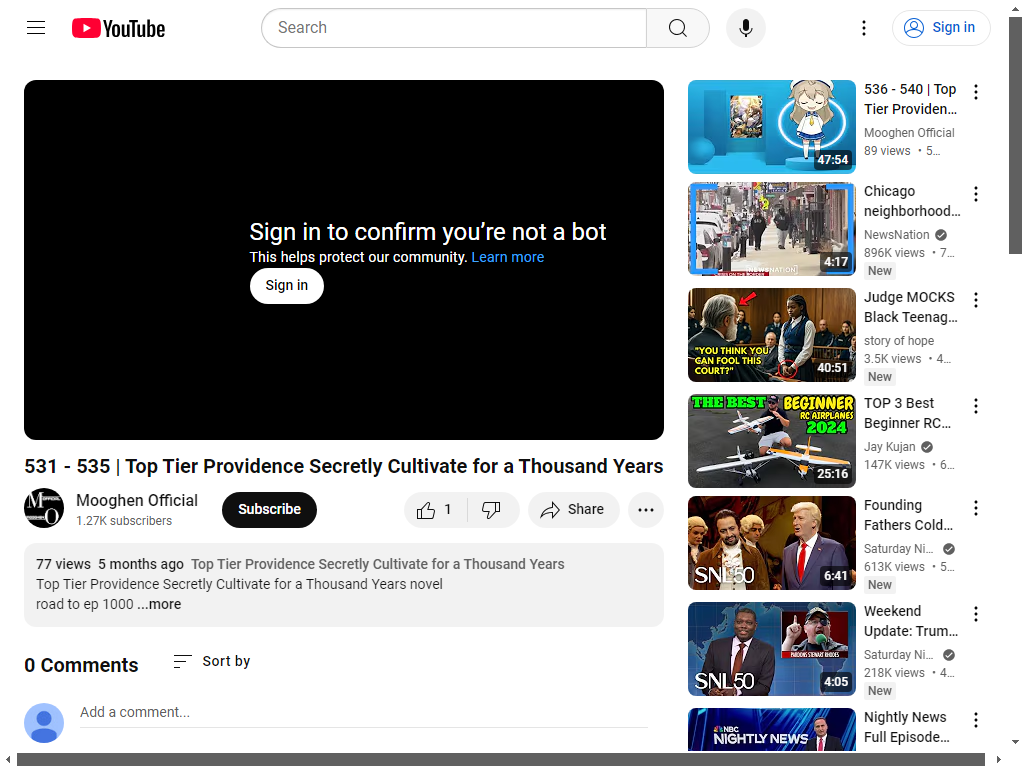 YouTube
Search
Sign in
Sign in to confirm you’re not a bot
This helps protect our community. Learn more
Sign in
531 - 535 | Top Tier Providence Secretly Cultivate for a Thousand Years
Mooghen Official
1.27K subscribers
Subscribe
1
Share
77 views 5 months ago Top Tier Providence Secretly Cultivate for a Thousand Years
Top Tier Providence Secretly Cultivate for a Thousand Years novel
road to ep 1000 ...more
0 Comments
Sort by
Add a comment...
47:54
536 - 540 | Top
Tier Providen...
Mooghen Official
89 views • 5...
NEWSNATION
4:17
Chicago
neighborhood...
NewsNation
896K views • 7...
New
"YOU THINK YOU
CAN FOOL THIS
COURT?"
40:51
Judge MOCKS
Black Teenag...
story of hope
3.5K views • 4...
New
THE BEST BEGINNER
RC AIRPLANES
2024
25:16
TOP 3 Best
Beginner RC...
Jay Kujan
147K views • 6...
SNL50
6:41
Founding
Fathers Cold...
Saturday Ni...
613K views • 5...
New
PARDONS STEWART RHODES
SNL50
4:05
Weekend
Update: Trum...
Saturday Ni...
218K views • 4...
New
NBC
NIGHTLY NEWS
Nightly News
Full Episode...